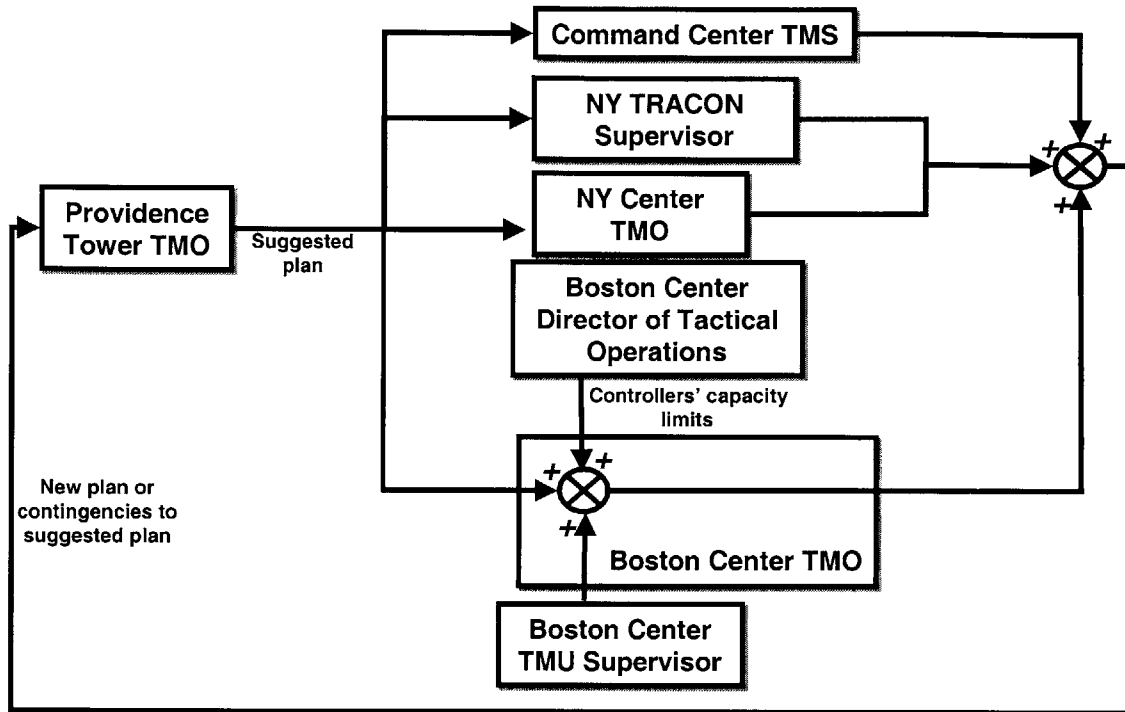 Command Center TMS
NY TRACON
Supervisor
+
+
+
+
Providence
Tower TMO
Suggested
plan
NY Center
TMO
Boston Center
Director of Tactical
Operations
Controllers' capacity
limits
+
+
+
New plan or
contingencies to
suggested plan
Boston Center TMO
Boston Center
TMU Supervisor